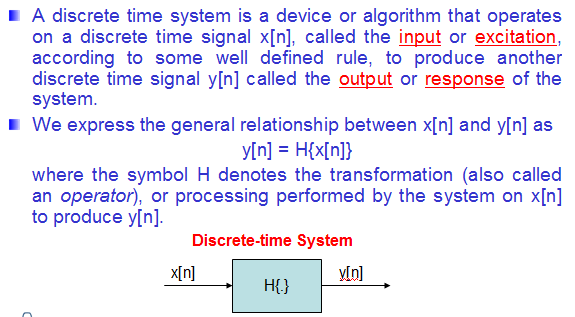 A discrete time system is a device or algorithm that operates
on a discrete time signal x[n], called the input or excitation,
according to some well defined rule, to produce another
discrete time signal y[n] called the output or response of the
system.
We express the general relationship between x[n] and y[n] as
y[n] = H{x[n]}
where the symbol H denotes the transformation (also called
an operator), or processing performed by the system on x[n]
to produce y[n].
Discrete-time System
x[n]
H{.}
y[n]